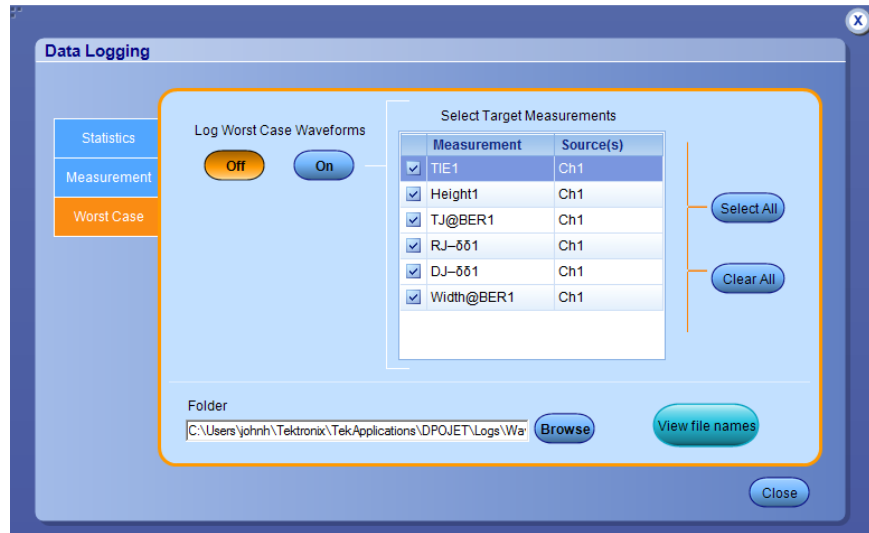 X
Data Logging
Statistics
Measurement
Worst Case
Log Worst Case Waveforms
Off On
Select Target Measurements
Measurement Source(s)
TIE1 Ch1
Height1 Ch1
TJ@BER1 Ch1
RJ–δδ1 Ch1
DJ–δδ1 Ch1
Width@BER1 Ch1
Select All
Clear All
Folder
C:\Users\johnh\Tektronix\TekApplications\DPOJET\Logs\Wa
Browse
View file names
Close